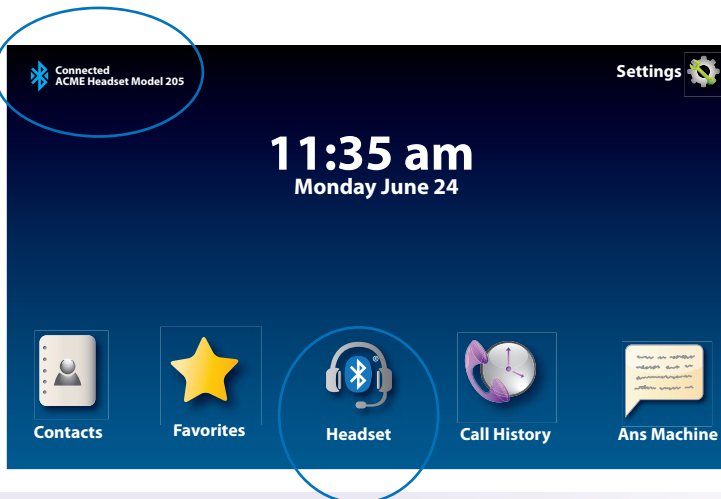 Connected
ACME Headset Model 205
Settings
11:35 am
Monday June 24
Contacts
Favorites
Headset
Call History
Ans Machine